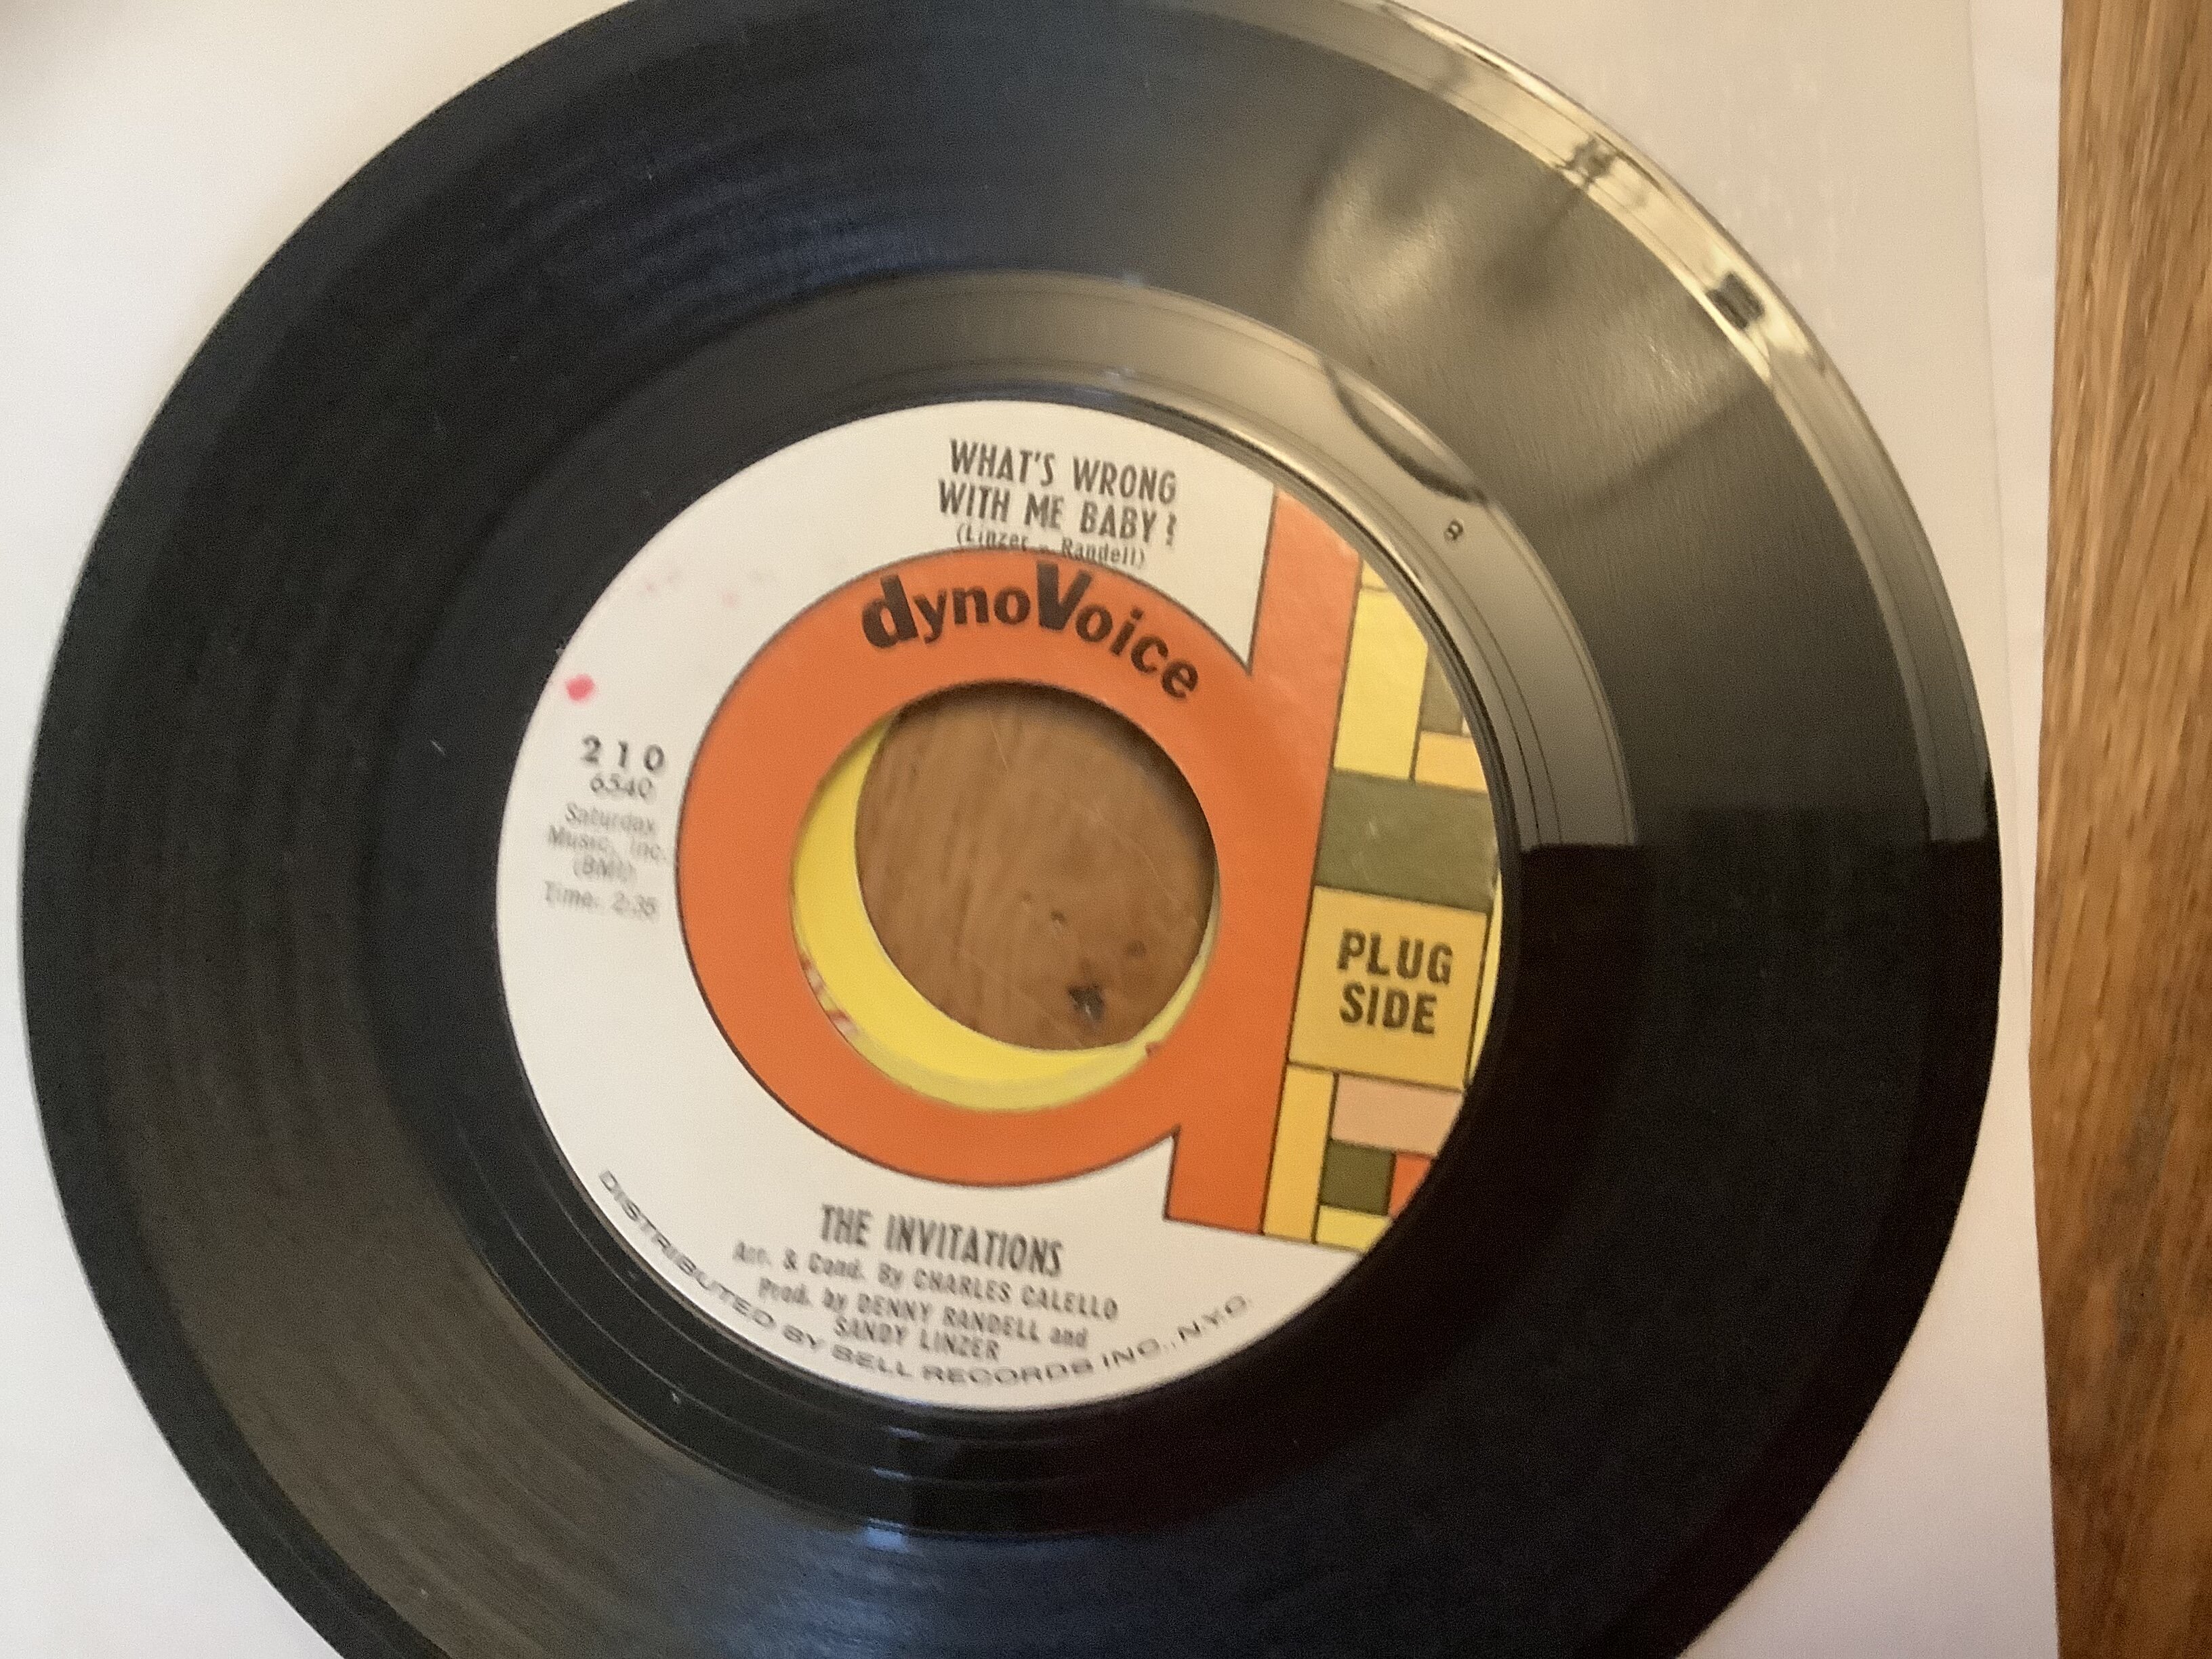 WHAT'S WRONG
WITH ME BABY?
(Linzer - Randell)
dynoVoice
210
6540
Saturday
Music, Inc.
(BMI)
Time: 2:35
PLUG
SIDE
THE INVITATIONS
Arr. & Cond. By CHARLES CALELLO
Prod. by DENNY RANDELL and
SANDY LINZER
DISTRIBUTED BY BELL RECORDS INC., N.Y.C.